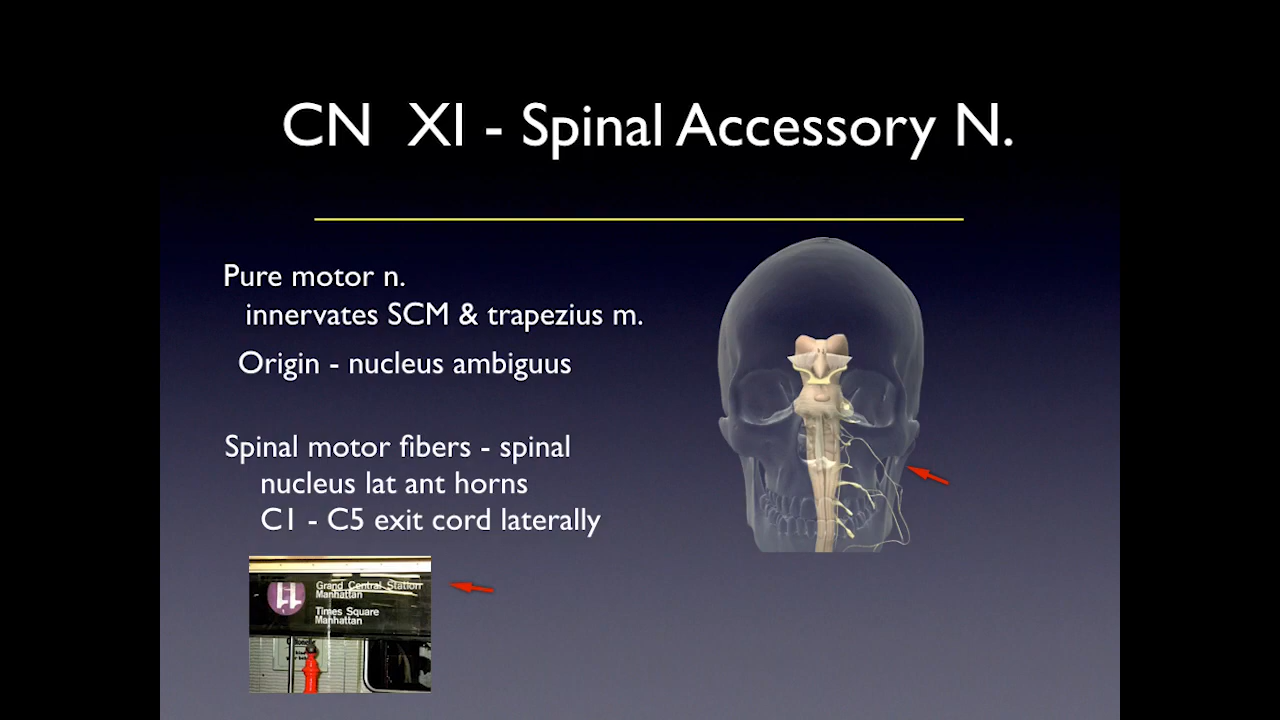 CN XI - Spinal Accessory N.
Pure motor n.
innervates SCM & trapezius m.
Origin - nucleus ambiguus
Spinal motor fibers - spinal
nucleus lat ant horns
C1 - C5 exit cord laterally
11
Grand Central Station
Manhattan
Times Square
Manhattan